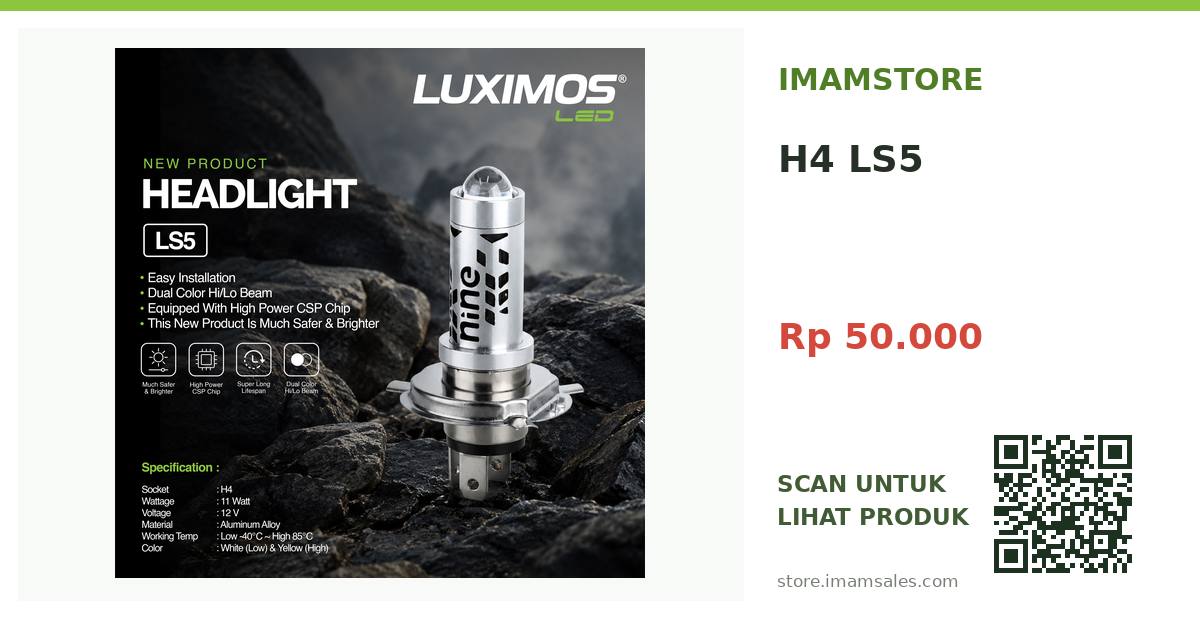 LUXIMOS®
LED
NEW PRODUCT
HEADLIGHT
LS5
• Easy Installation
• Dual Color Hi/Lo Beam
• Equipped With High Power CSP Chip
• This New Product Is Much Safer & Brighter
Much Safer
& Brighter
High Power
CSP Chip
Super Long
Lifespan
Dual Color
Hi/Lo Beam
nine
Specification :
Socket : H4
Wattage : 11 Watt
Voltage : 12 V
Material : Aluminum Alloy
Working Temp : Low -40°C ~ High 85°C
Color : White (Low) & Yellow (High)
IMAMSTORE
H4 LS5
Rp 50.000
SCAN UNTUK
LIHAT PRODUK
store.imamsales.com